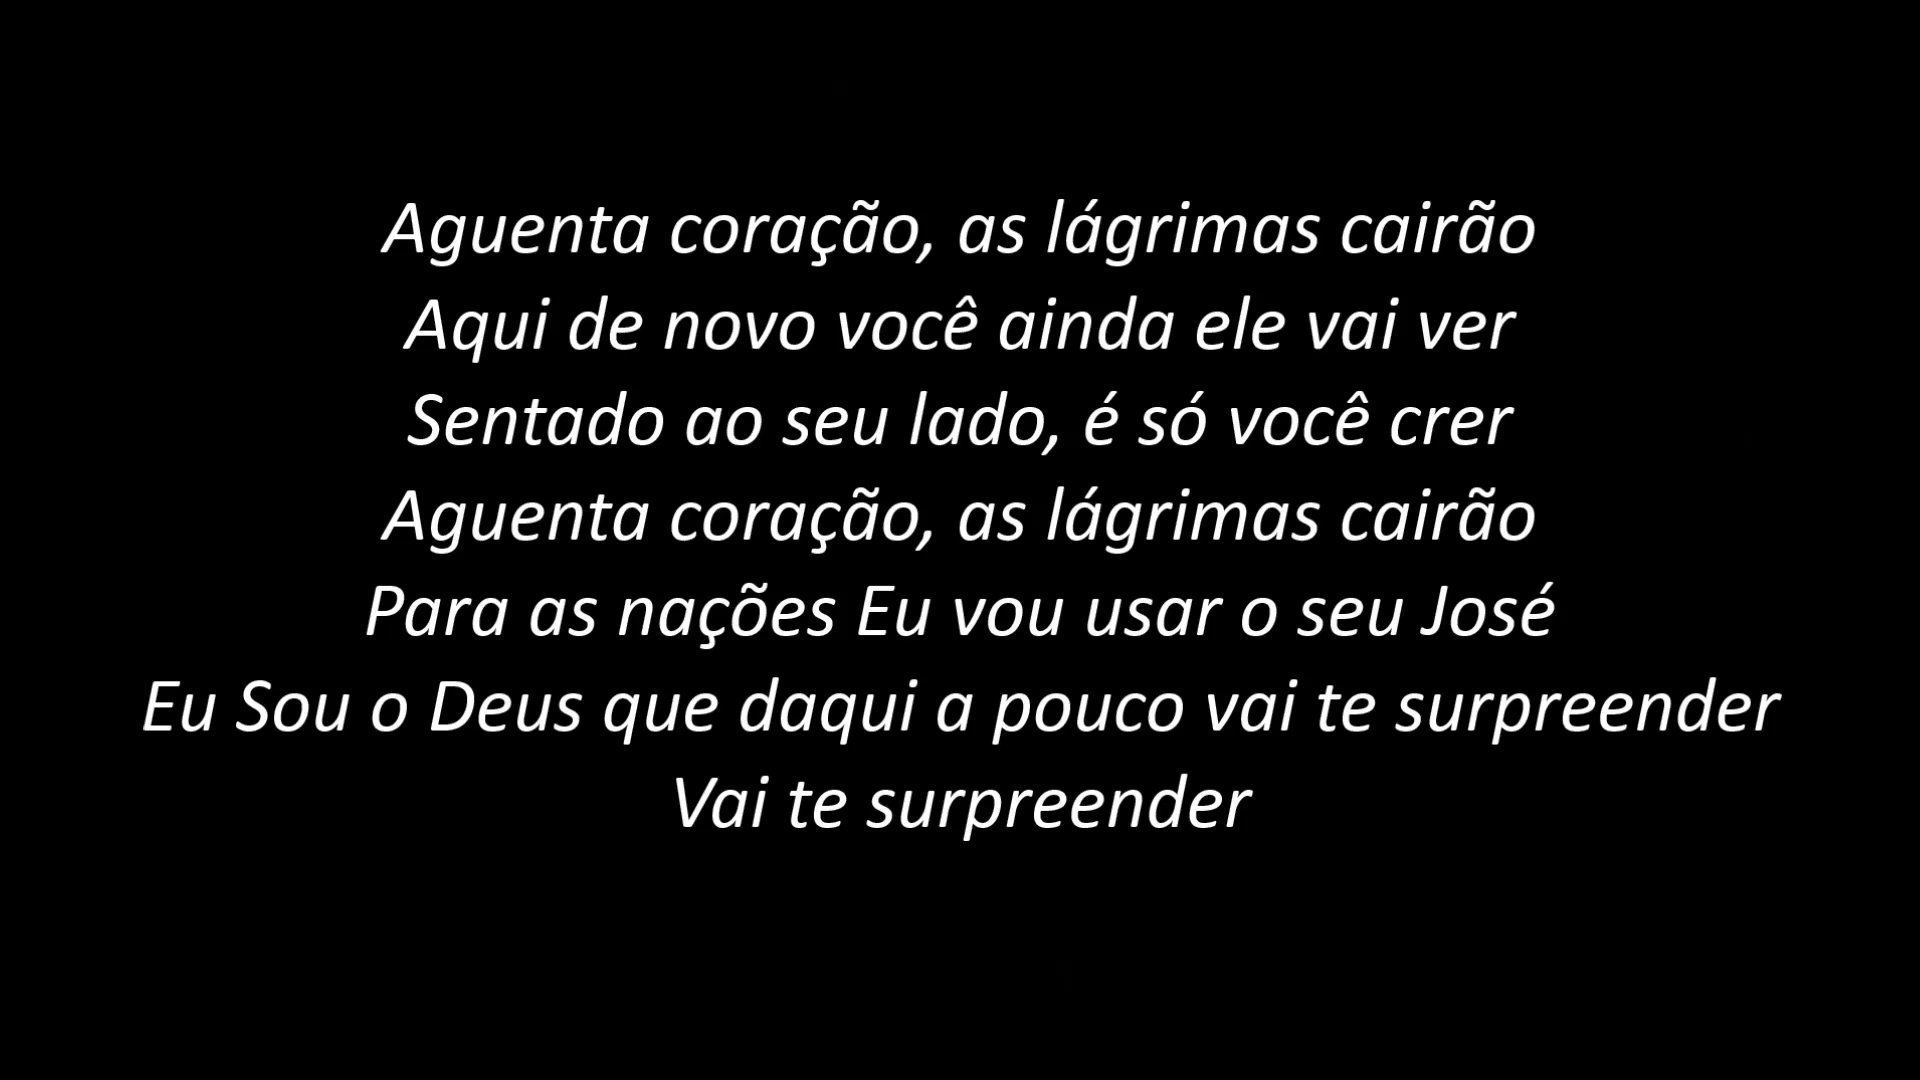 Aguenta coração, as lágrimas cairão
Aqui de novo você ainda ele vai ver
Sentado ao seu lado, é só você crer
Aguenta coração, as lágrimas cairão
Para as nações Eu vou usar o seu José
Eu Sou o Deus que daqui a pouco vai te surpreender
Vai te surpreender